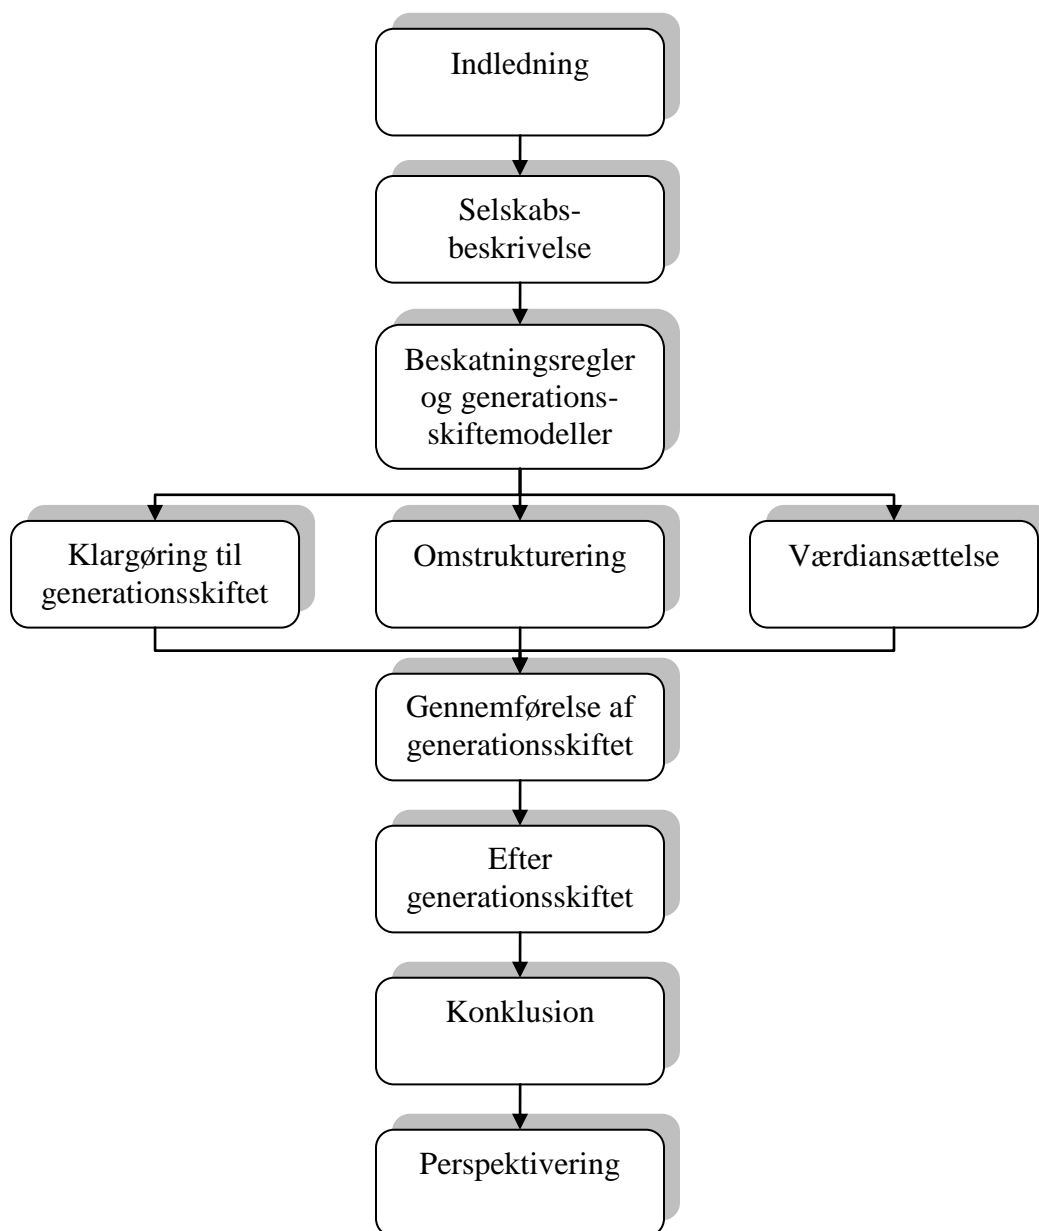 Indledning
Selskabs-
beskrivelse
Beskatningsregler
og generations-
skiftemodeller
Klargøring til
generationsskiftet
Omstrukturering
Værdiansættelse
Gennemførelse af
generationsskiftet
Efter
generationsskiftet
Konklusion
Perspektivering